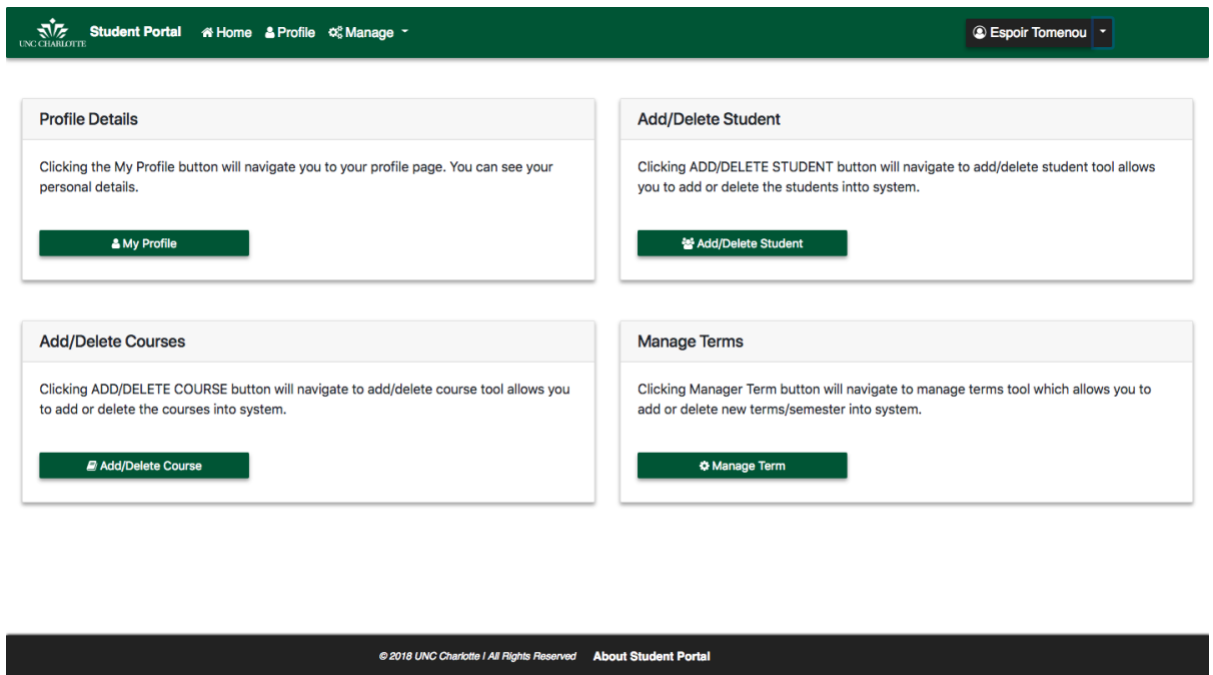 UNC CHARLOTTE Student Portal Home Profile Manage Espoir Tomenou
Profile Details
Clicking the My Profile button will navigate you to your profile page. You can see your
personal details.
My Profile
Add/Delete Student
Clicking ADD/DELETE STUDENT button will navigate to add/delete student tool allows
you to add or delete the students intto system.
Add/Delete Student
Add/Delete Courses
Clicking ADD/DELETE COURSE button will navigate to add/delete course tool allows you
to add or delete the courses into system.
Add/Delete Course
Manage Terms
Clicking Manager Term button will navigate to manage terms tool which allows you to
add or delete new terms/semester into system.
Manage Term
© 2018 UNC Charlotte | All Rights Reserved About Student Portal